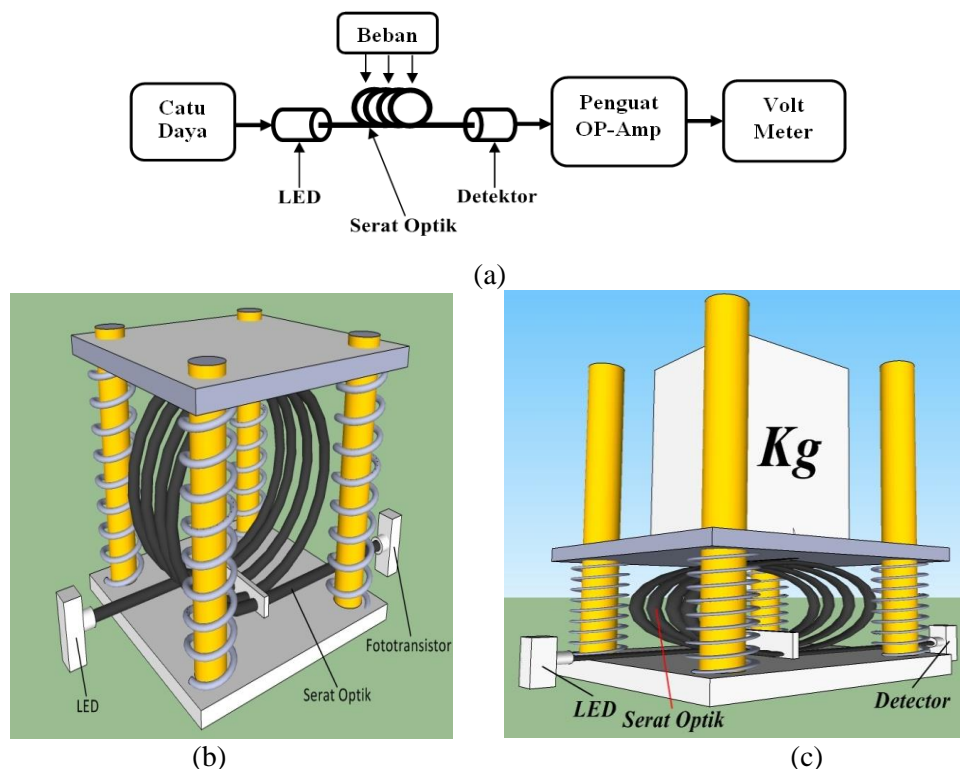 Beban
Catu
Daya
Penguat
OP-Amp
Volt
Meter
LED
Detektor
Serat Optik
(a)
Fototransistor
Serat Optik
LED
(b)
Kg
LED
Serat Optik
Detector
(c)